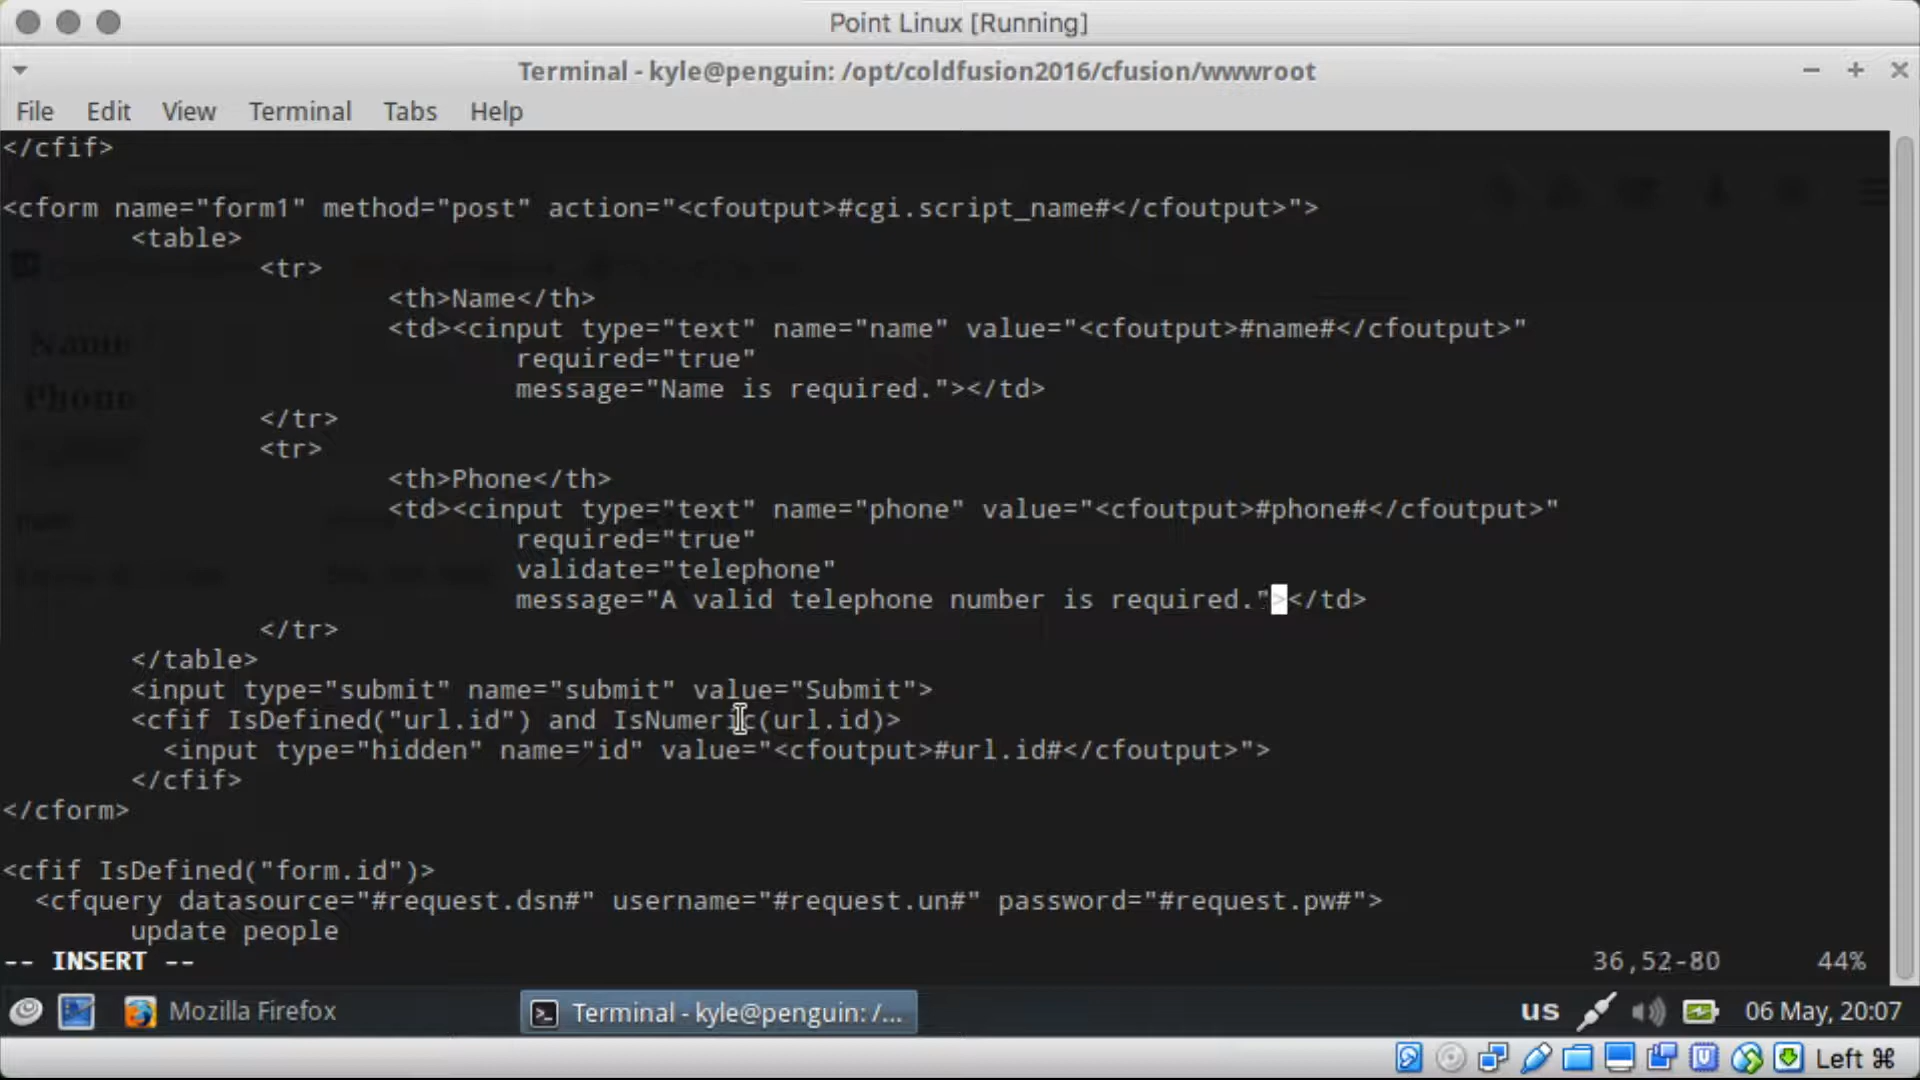 Point Linux [Running]
Terminal - kyle@penguin: /opt/coldfusion2016/cfusion/wwwroot
File Edit View Terminal Tabs Help
</cfif>
<cform name="form1" method="post" action="<cfoutput>#cgi.script_name#</cfoutput>">
<table>
<tr>
<th>Name</th>
<td><cinput type="text" name="name" value="<cfoutput>#name#</cfoutput>"
required="true"
message="Name is required."></td>
</tr>
<tr>
<th>Phone</th>
<td><cinput type="text" name="phone" value="<cfoutput>#phone#</cfoutput>"
required="true"
validate="telephone"
message="A valid telephone number is required."></td>
</tr>
</table>
<input type="submit" name="submit" value="Submit">
<cfif IsDefined("url.id") and IsNumeric(url.id)>
<input type="hidden" name="id" value="<cfoutput>#url.id#</cfoutput>">
</cfif>
</cform>
<cfif IsDefined("form.id")>
<cfquery datasource="#request.dsn#" username="#request.un#" password="#request.pw#">
update people
-- INSERT -- 36,52-80 44%
Mozilla Firefox Terminal - kyle@penguin: /... us 06 May, 20:07
Left ⌘
Name
Phone